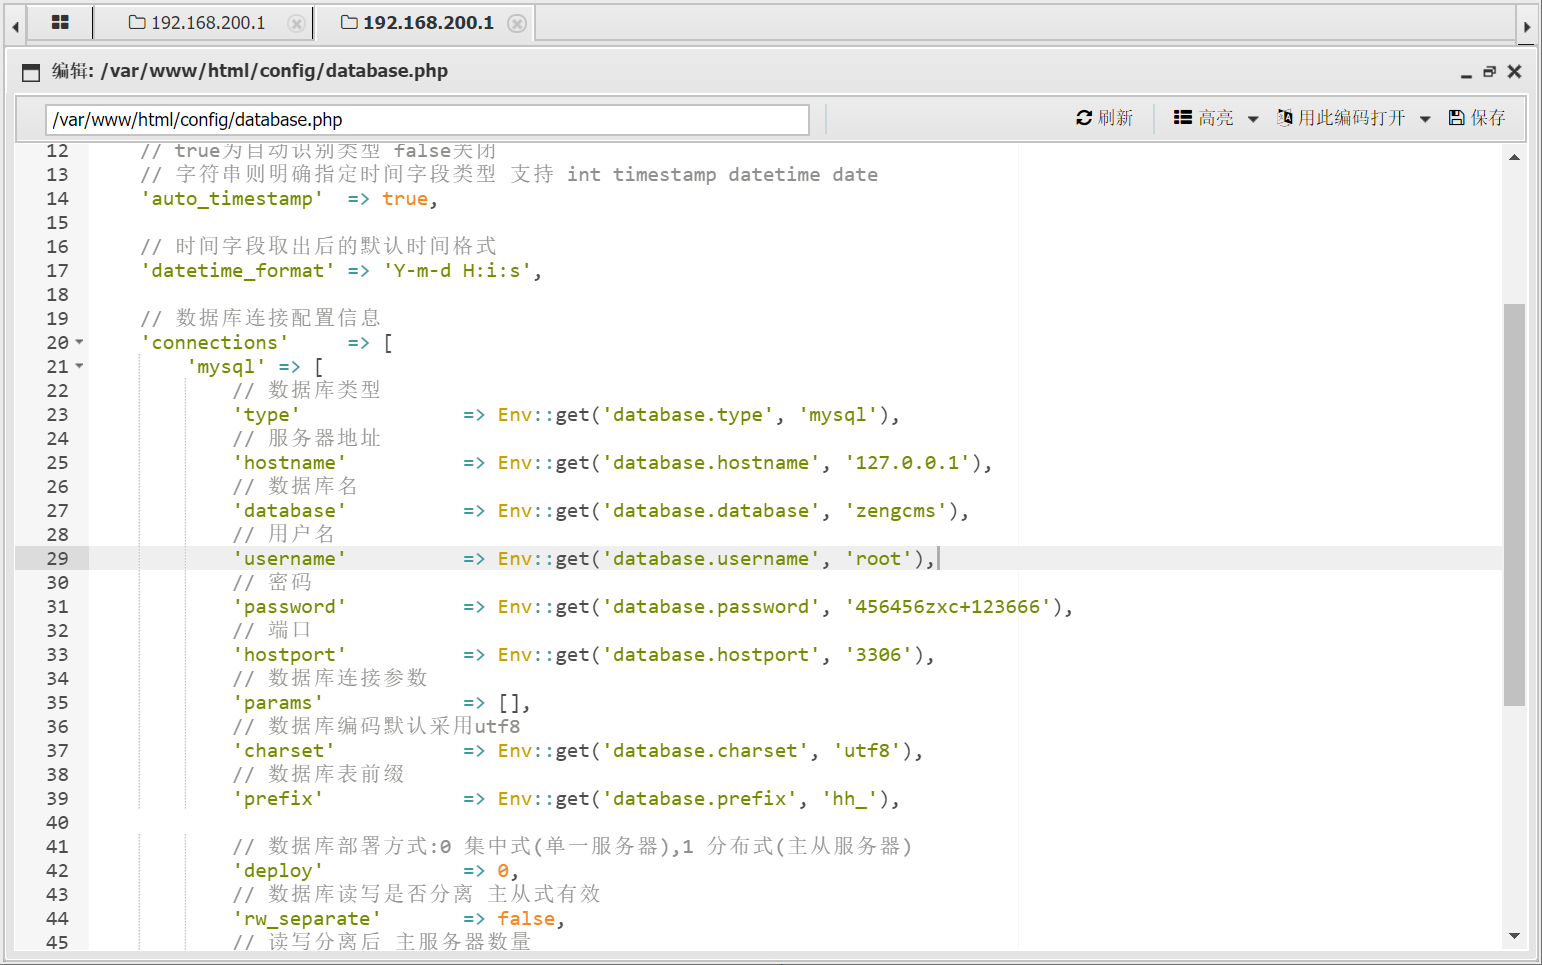 192.168.200.1
192.168.200.1
编辑: /var/www/html/config/database.php
/var/www/html/config/database.php 刷新 高亮 用此编码打开 保存
12 // true为自动识别类型 false关闭
13 // 字符串则明确指定时间字段类型 支持 int timestamp datetime date
14 'auto_timestamp' => true,
15
16 // 时间字段取出后的默认时间格式
17 'datetime_format' => 'Y-m-d H:i:s',
18
19 // 数据库连接配置信息
20 'connections' => [
21 'mysql' => [
22 // 数据库类型
23 'type' => Env::get('database.type', 'mysql'),
24 // 服务器地址
25 'hostname' => Env::get('database.hostname', '127.0.0.1'),
26 // 数据库名
27 'database' => Env::get('database.database', 'zengcms'),
28 // 用户名
29 'username' => Env::get('database.username', 'root'),
30 // 密码
31 'password' => Env::get('database.password', '456456zxc+123666'),
32 // 端口
33 'hostport' => Env::get('database.hostport', '3306'),
34 // 数据库连接参数
35 'params' => [],
36 // 数据库编码默认采用utf8
37 'charset' => Env::get('database.charset', 'utf8'),
38 // 数据库表前缀
39 'prefix' => Env::get('database.prefix', 'hh_'),
40
41 // 数据库部署方式:0 集中式(单一服务器),1 分布式(主从服务器)
42 'deploy' => 0,
43 // 数据库读写是否分离 主从式有效
44 'rw_separate' => false,
45 // 读写分离后 主服务器数量